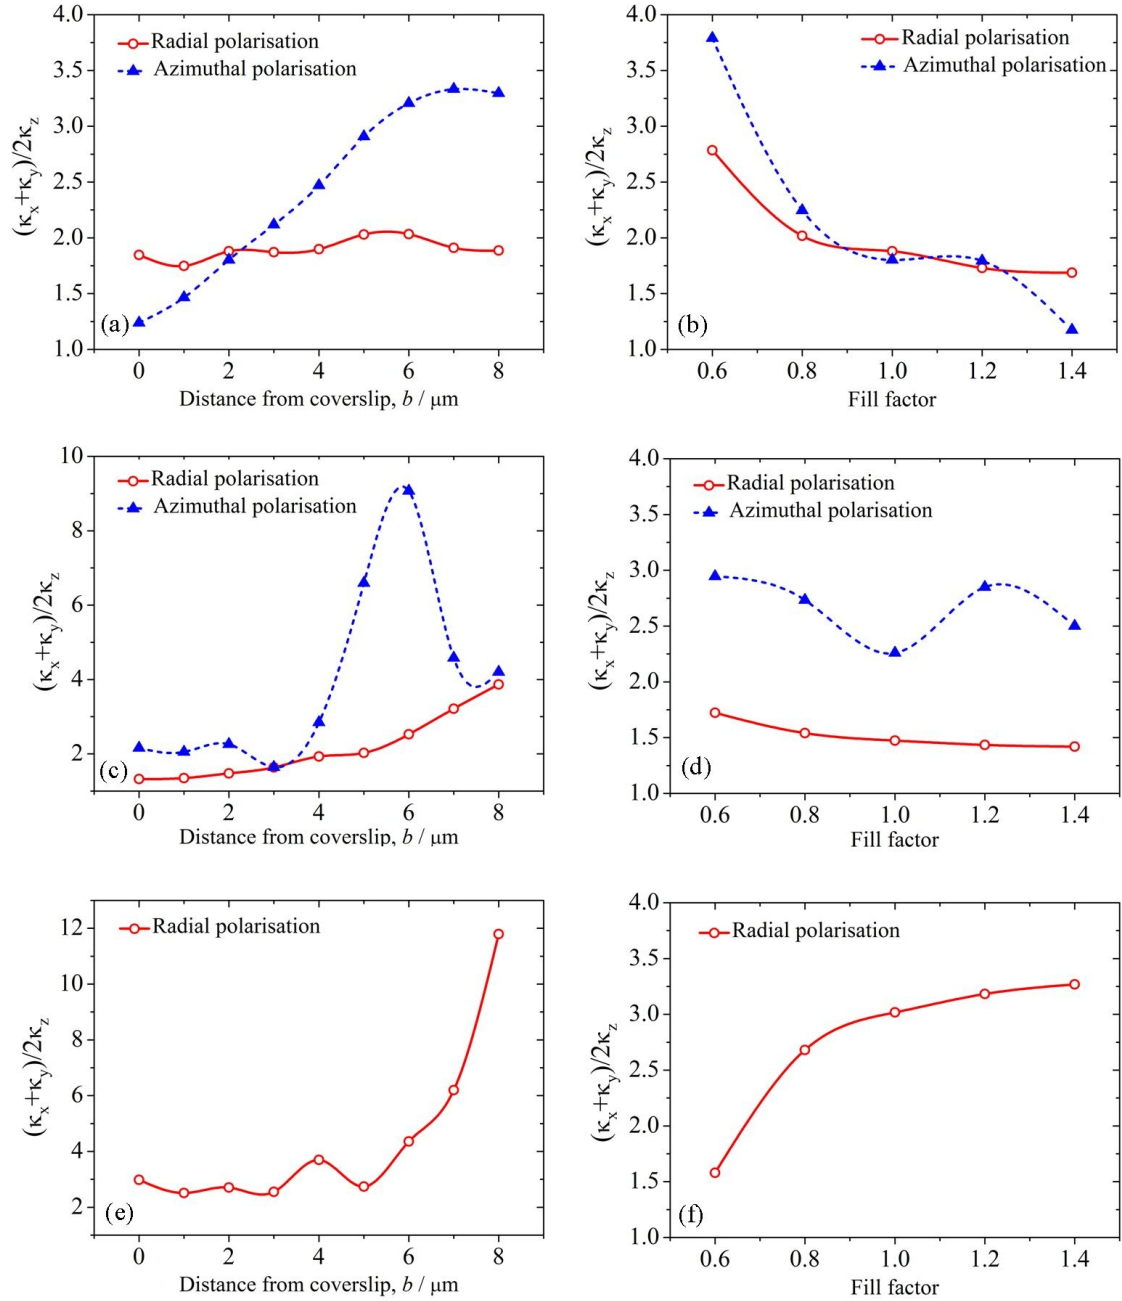 4.0
3.5
3.0
2.5
2.0
1.5
1.0
(κx+κy)/2κz
Radial polarisation
Azimuthal polarisation
(a)
0 2 4 6 8
Distance from coverslip, b / μm
4.0
3.5
3.0
2.5
2.0
1.5
1.0
(κx+κy)/2κz
Radial polarisation
Azimuthal polarisation
(b)
0.6 0.8 1.0 1.2 1.4
Fill factor
10
8
6
4
2
(κx+κy)/2κz
Radial polarisation
Azimuthal polarisation
(c)
0 2 4 6 8
Distance from coverslip, b / μm
4.0
3.5
3.0
2.5
2.0
1.5
1.0
(κx+κy)/2κz
Radial polarisation
Azimuthal polarisation
(d)
0.6 0.8 1.0 1.2 1.4
Fill factor
12
10
8
6
4
2
(κx+κy)/2κz
Radial polarisation
(e)
0 2 4 6 8
Distance from coverslip, b / μm
4.0
3.5
3.0
2.5
2.0
1.5
1.0
(κx+κy)/2κz
Radial polarisation
(f)
0.6 0.8 1.0 1.2 1.4
Fill factor